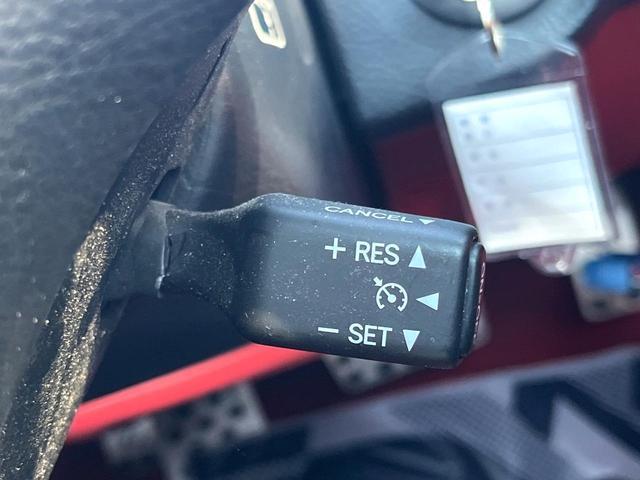 CANCEL ▼
+ RES ▲
◀
− SET ▼